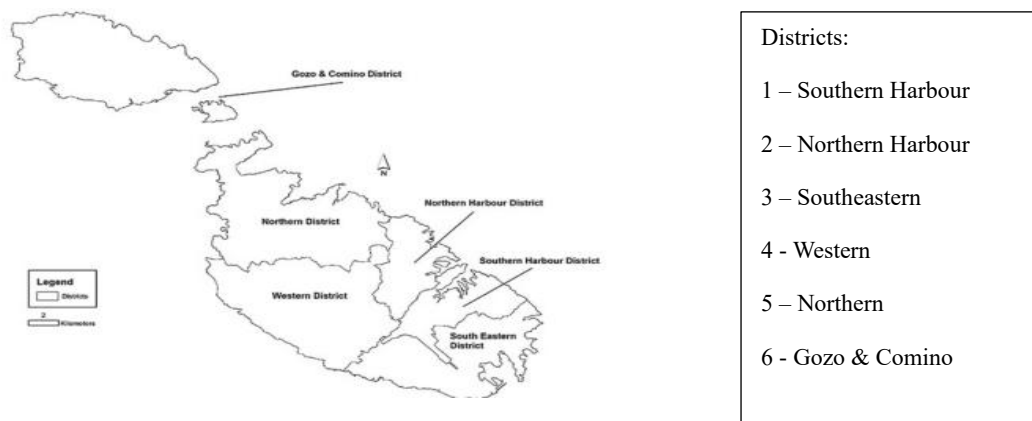 Gozo & Comino District
N
Northern Harbour District
Northern District
Southern Harbour District
Legend
Districts
2
Kilometers
Western District
South Eastern
District
Districts:
1 – Southern Harbour
2 – Northern Harbour
3 – Southeastern
4 - Western
5 – Northern
6 - Gozo & Comino